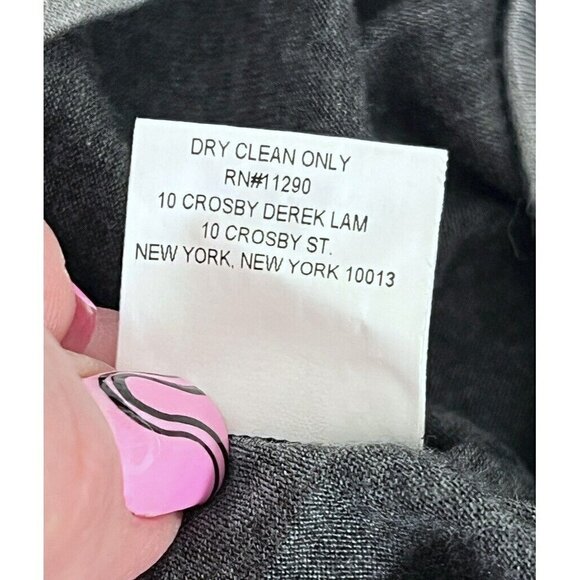 DRY CLEAN ONLY
RN#11290
10 CROSBY DEREK LAM
10 CROSBY ST.
NEW YORK, NEW YORK 10013